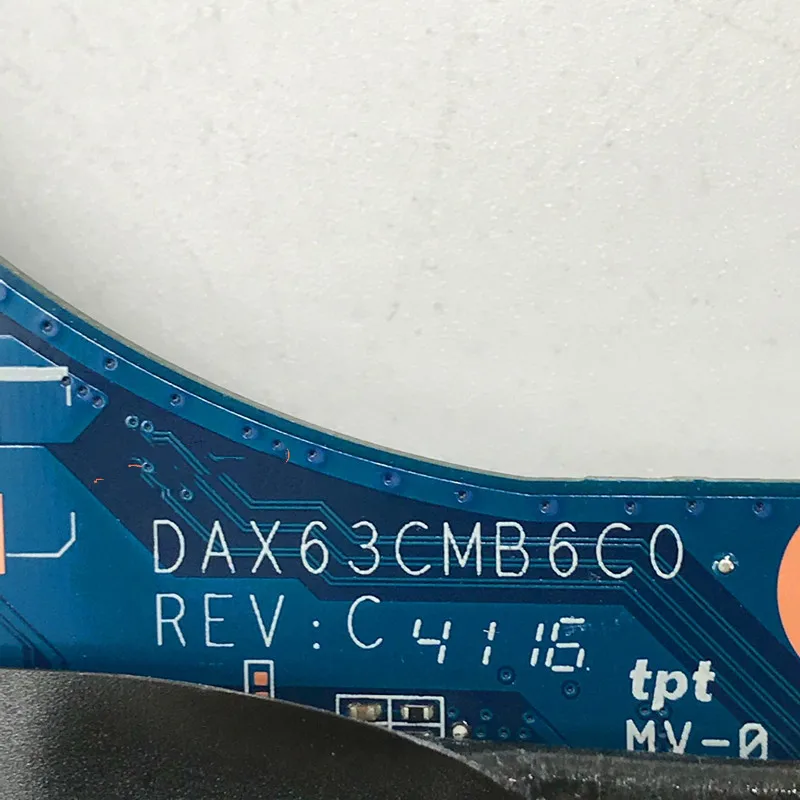 DAX63CMB6C0
REV:C 4116
tpt
MV-0